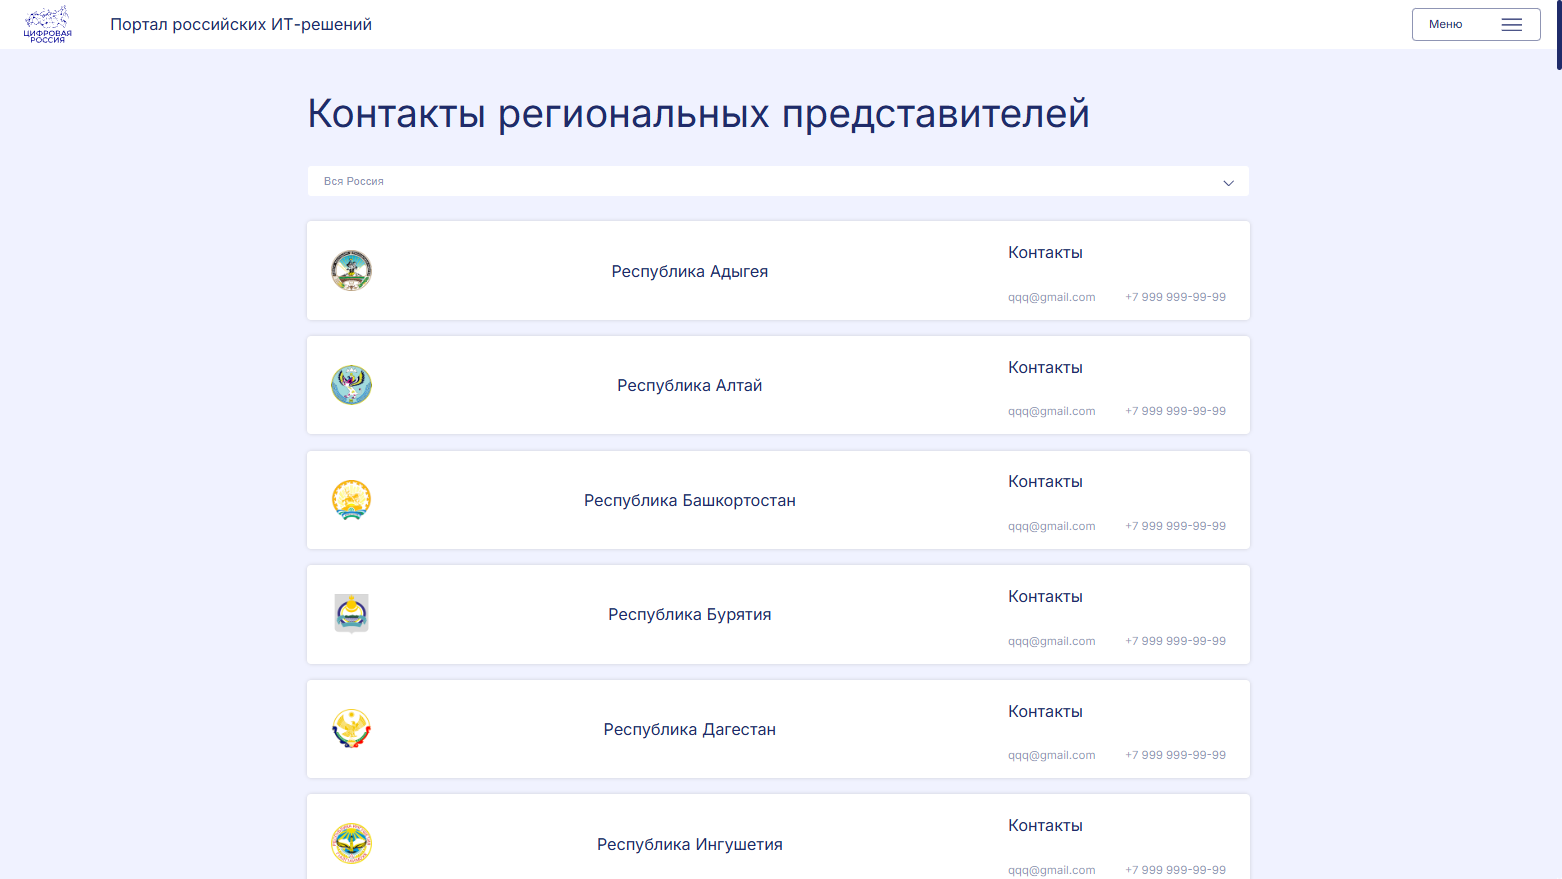 ЦИФРОВАЯ
РОССИЯ
Портал российских ИТ-решений
Меню
Контакты региональных представителей
Вся Россия
Республика Адыгея
Контакты
qqq@gmail.com +7 999 999-99-99
Республика Алтай
Контакты
qqq@gmail.com +7 999 999-99-99
Республика Башкортостан
Контакты
qqq@gmail.com +7 999 999-99-99
Республика Бурятия
Контакты
qqq@gmail.com +7 999 999-99-99
Республика Дагестан
Контакты
qqq@gmail.com +7 999 999-99-99
Республика Ингушетия
Контакты
qqq@gmail.com +7 999 999-99-99